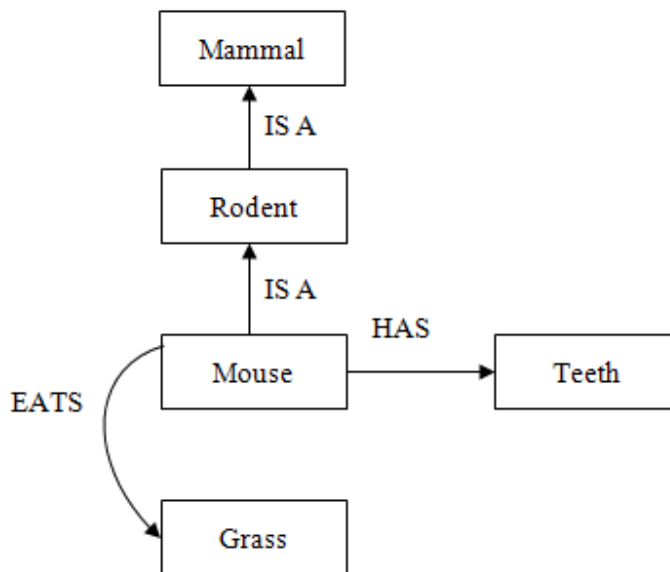 Mammal
IS A
Rodent
IS A
HAS
Mouse
Teeth
EATS
Grass